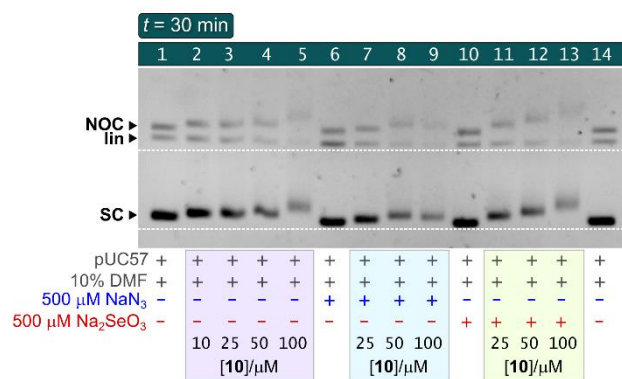 t = 30 min
1 2 3 4 5 6 7 8 9 10 11 12 13 14
NOC ▸
lin ▸
SC ▸
pUC57 + + + + + + + + + + + + + +
10% DMF + + + + + + + + + + + + + +
500 μM NaN₃ − − − − − + + + + − − − − −
500 μM Na₂SeO₃ − − − − − − − − − + + + + −
10 25 50 100 25 50 100 25 50 100
[10]/μM [10]/μM [10]/μM